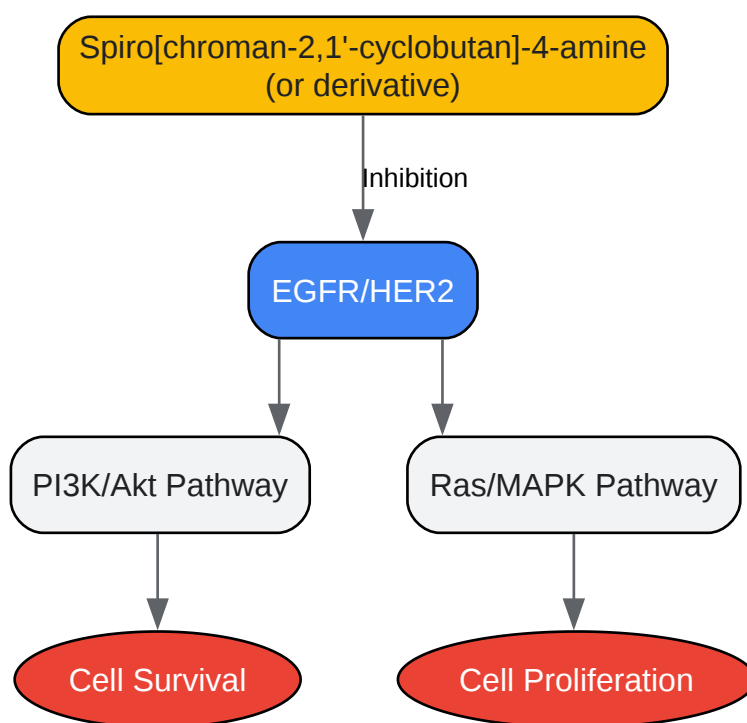 Spiro[chroman-2,1'-cyclobutan]-4-amine
(or derivative)
Inhibition
EGFR/HER2
PI3K/Akt Pathway
Ras/MAPK Pathway
Cell Survival
Cell Proliferation